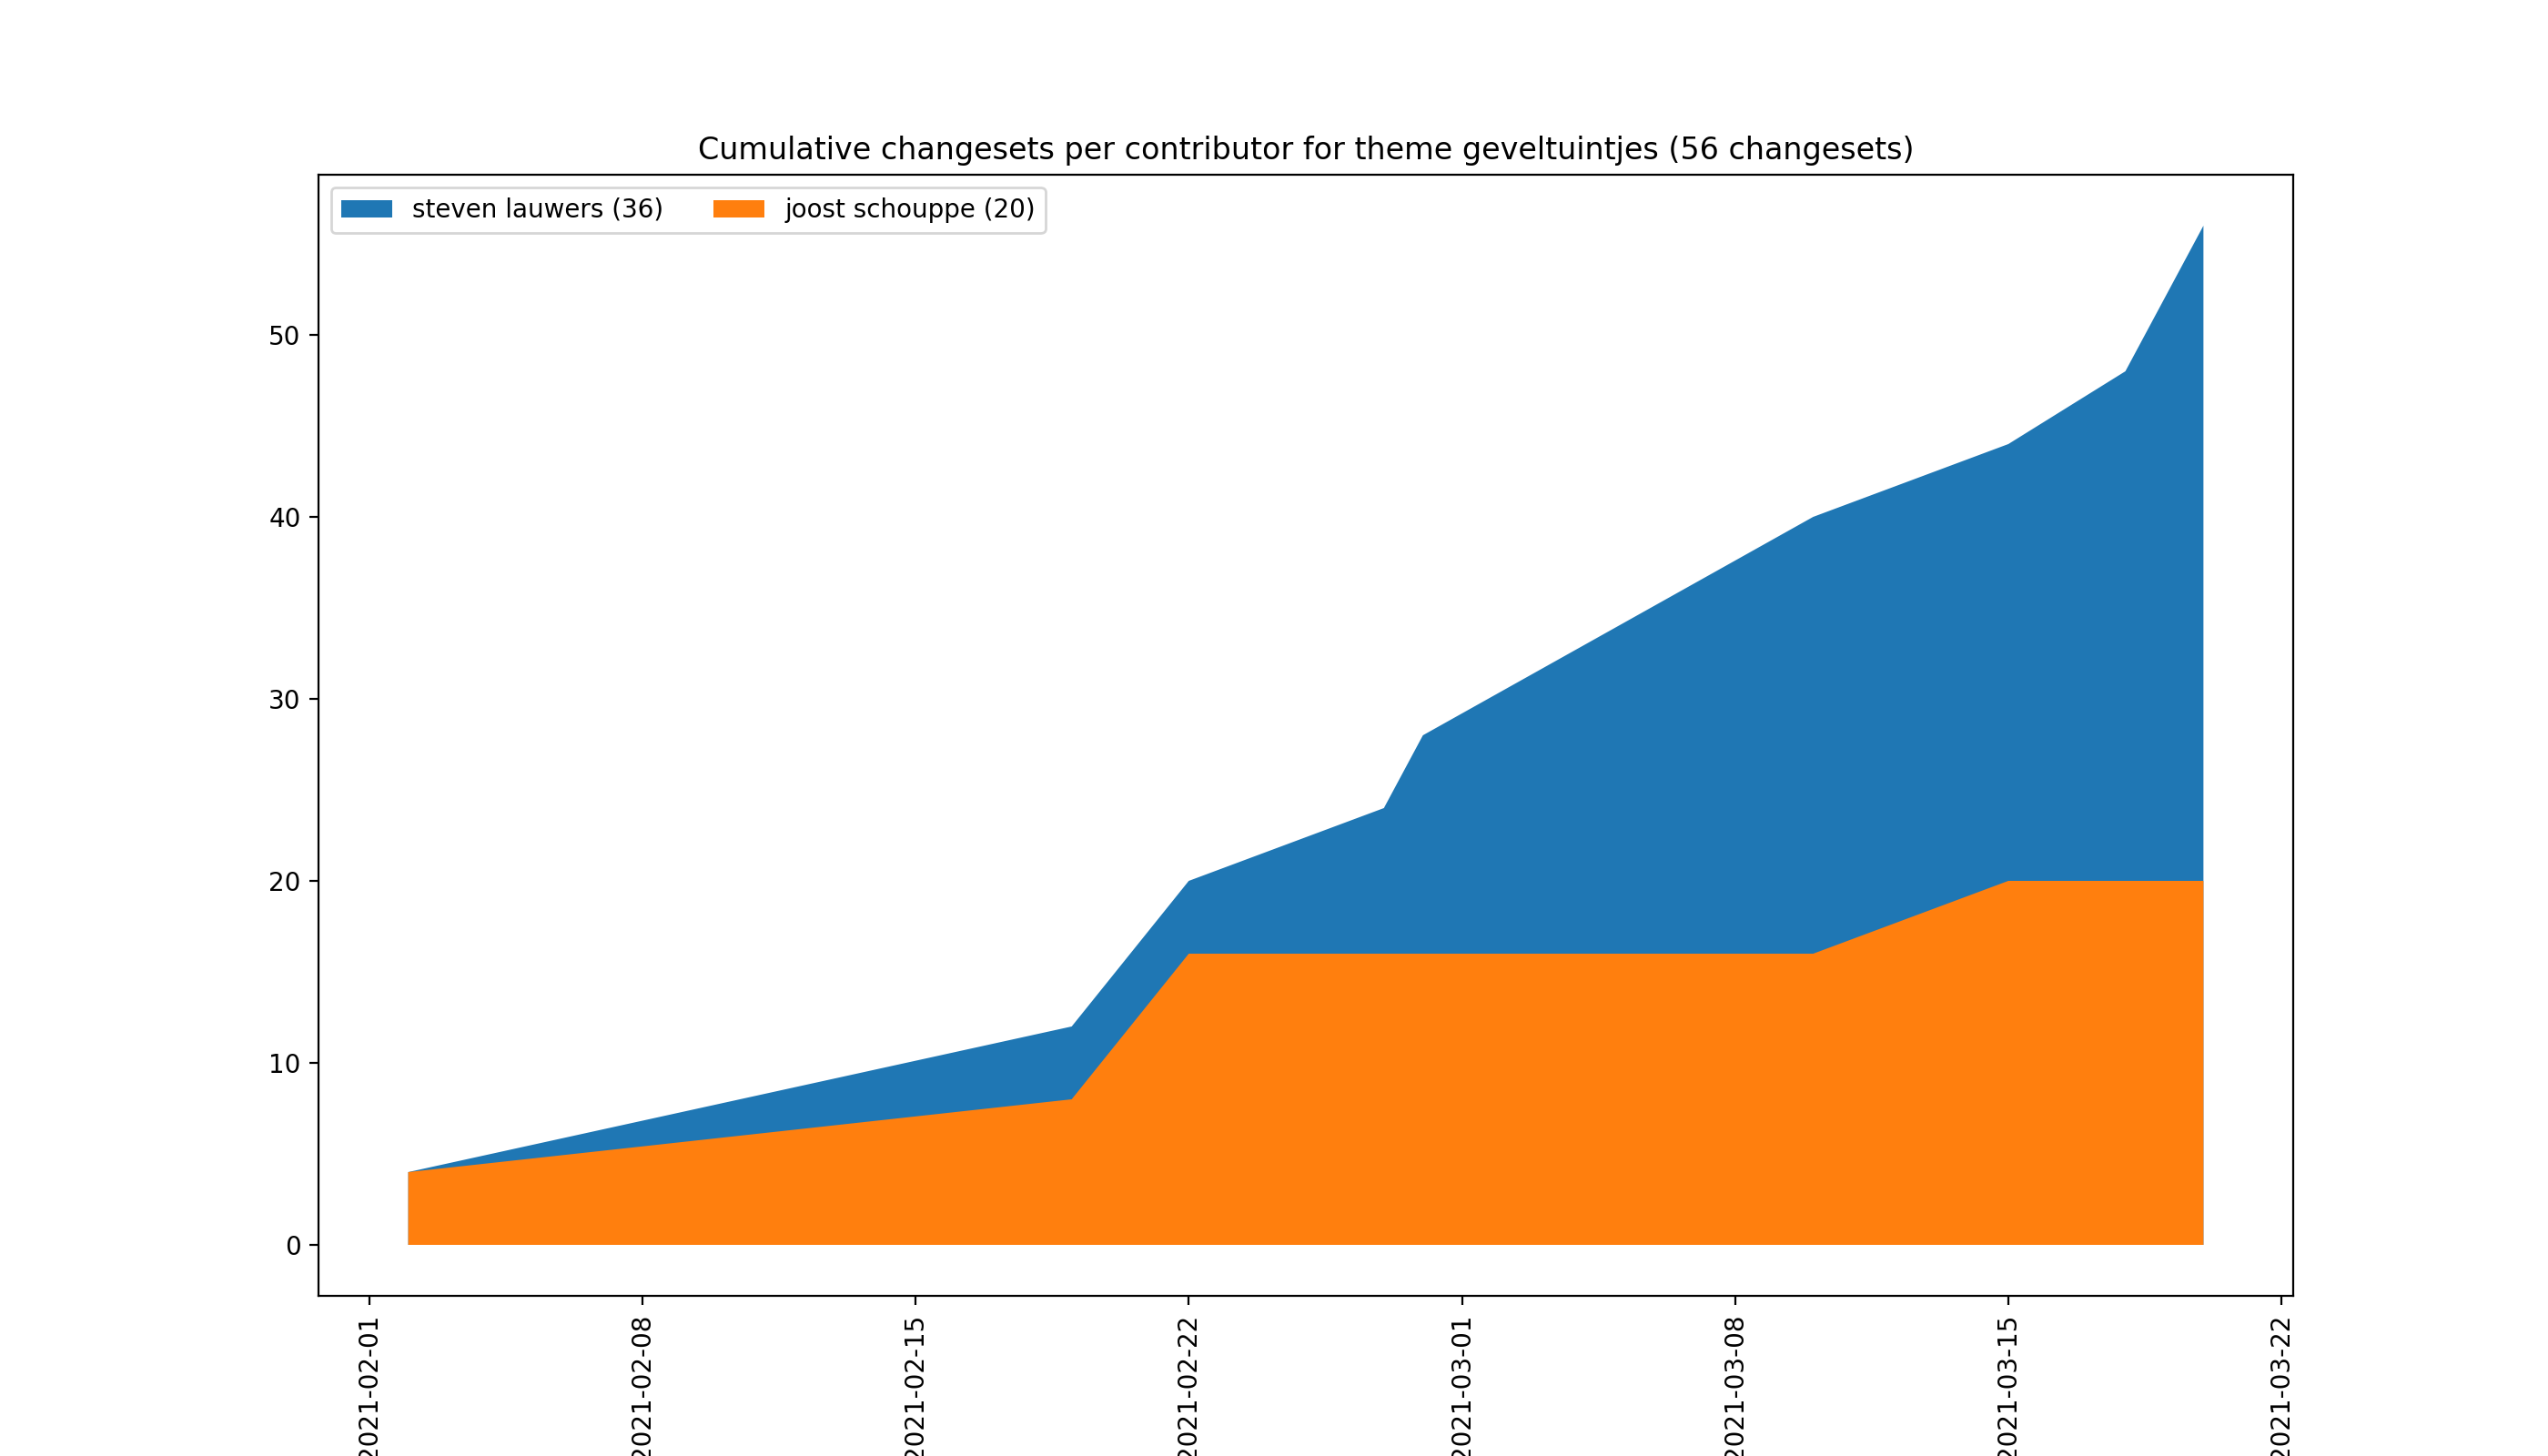 Cumulative changesets per contributor for theme geveltuintjes (56 changesets)
steven lauwers (36) joost schouppe (20)
50
40
30
20
10
0
2021-02-01 2021-02-08 2021-02-15 2021-02-22 2021-03-01 2021-03-08 2021-03-15 2021-03-22